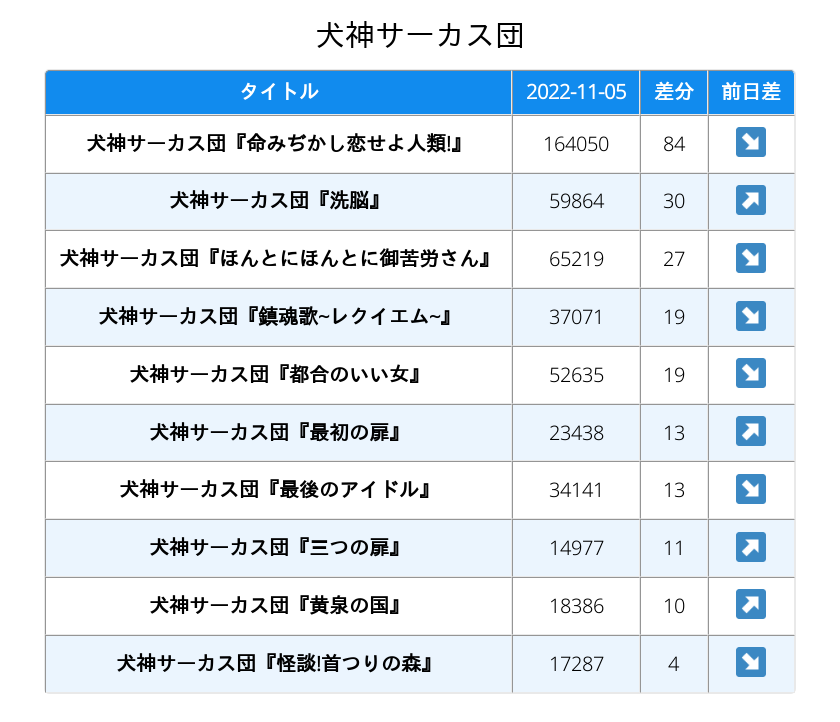 犬神サーカス団
タイトル 2022-11-05 差分 前日差
犬神サーカス団『命みぢかし恋せよ人類!』 164050 84 ↘
犬神サーカス団『洗脳』 59864 30 ↗
犬神サーカス団『ほんとにほんとに御苦労さん』 65219 27 ↘
犬神サーカス団『鎮魂歌~レクイエム~』 37071 19 ↘
犬神サーカス団『都合のいい女』 52635 19 ↘
犬神サーカス団『最初の扉』 23438 13 ↗
犬神サーカス団『最後のアイドル』 34141 13 ↘
犬神サーカス団『三つの扉』 14977 11 ↗
犬神サーカス団『黄泉の国』 18386 10 ↗
犬神サーカス団『怪談!首つりの森』 17287 4 ↘